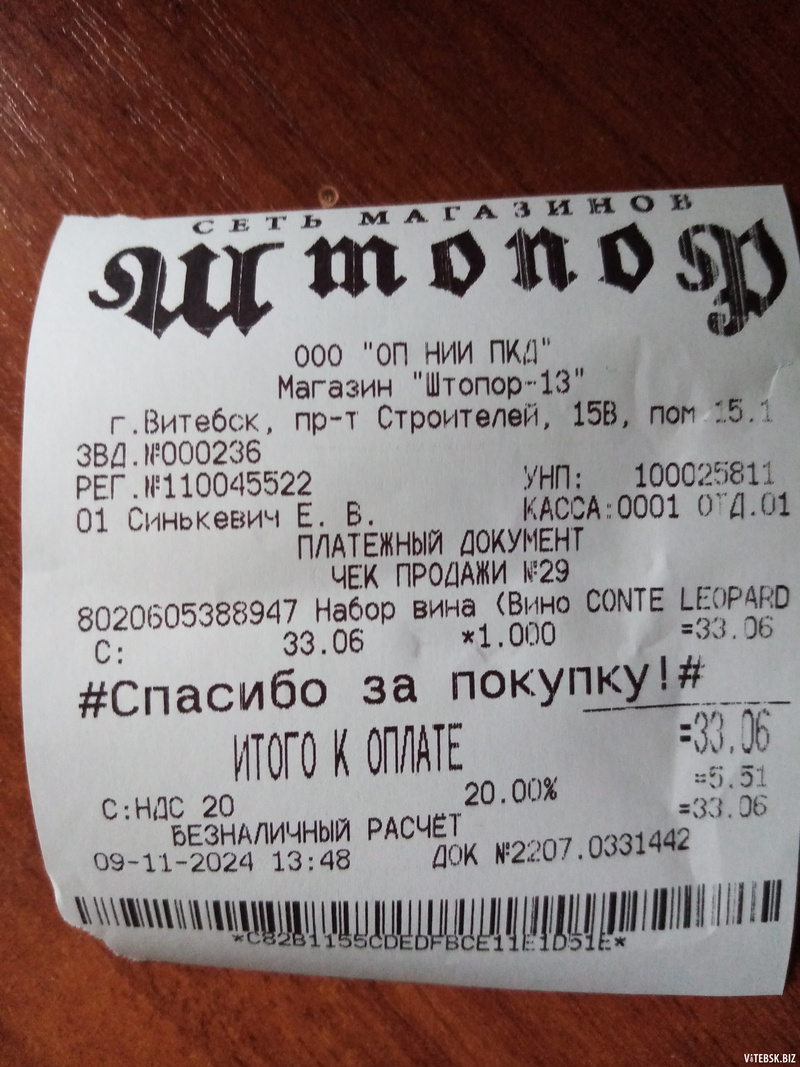 СЕТЬ МАГАЗИНОВ
Штопор
ООО "ОП НИИ ПКД"
Магазин "Штопор-13"
г.Витебск, пр-т Строителей, 15В, пом 15.1
ЗВД.№000236
РЕГ.№110045522 УНП: 100025811
01 Синькевич Е. В. КАССА:0001 ОТД.01
ПЛАТЕЖНЫЙ ДОКУМЕНТ
ЧЕК ПРОДАЖИ №29
8020605388947 Набор вина (Вино CONTE LEOPARD
С: 33.06 *1.000 =33.06
#Спасибо за покупку!#
ИТОГО К ОПЛАТЕ =33.06
С:НДС 20 20.00% =5.51
БЕЗНАЛИЧНЫЙ РАСЧЕТ =33.06
09-11-2024 13:48 ДОК №2207.0331442
*C82B1155CDEDFBCE11E1D51E*
ViTEBSK.BIZ